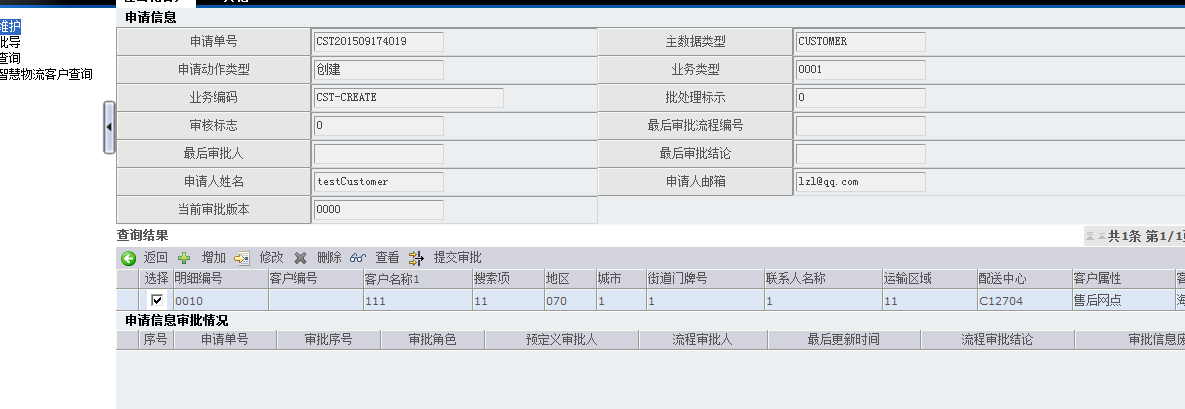 维护
批导
查询
智慧物流客户查询
申请信息
申请单号 CST201509174019 主数据类型 CUSTOMER
申请动作类型 创建 业务类型 0001
业务编码 CST-CREATE 批处理标示 0
审核标志 0 最后审批流程编号
最后审批人 最后审批结论
申请人姓名 testCustomer 申请人邮箱 lzl@qq.com
当前审批版本 0000
查询结果 共1条 第1/1
返回 增加 修改 删除 查看 提交审批
选择 明细编号 客户编号 客户名称1 搜索项 地区 城市 街道门牌号 联系人名称 运输区域 配送中心 客户属性
0010 111 11 070 1 1 1 11 C12704 售后网点
申请信息审批情况
序号 申请单号 审批序号 审批角色 预定义审批人 流程审批人 最后更新时间 流程审批结论 审批信息